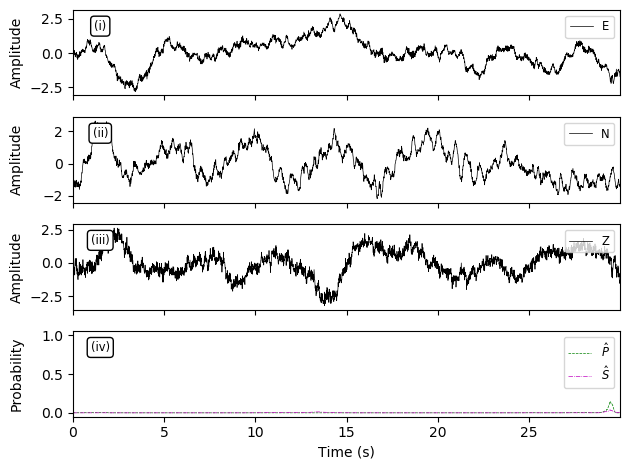 (i)
E
Amplitude
2.5
0.0
−2.5
(ii)
N
Amplitude
2
0
−2
(iii)
Z
Amplitude
2.5
0.0
−2.5
(iv)
P̂
Ŝ
Probability
1.0
0.5
0.0
0 5 10 15 20 25
Time (s)